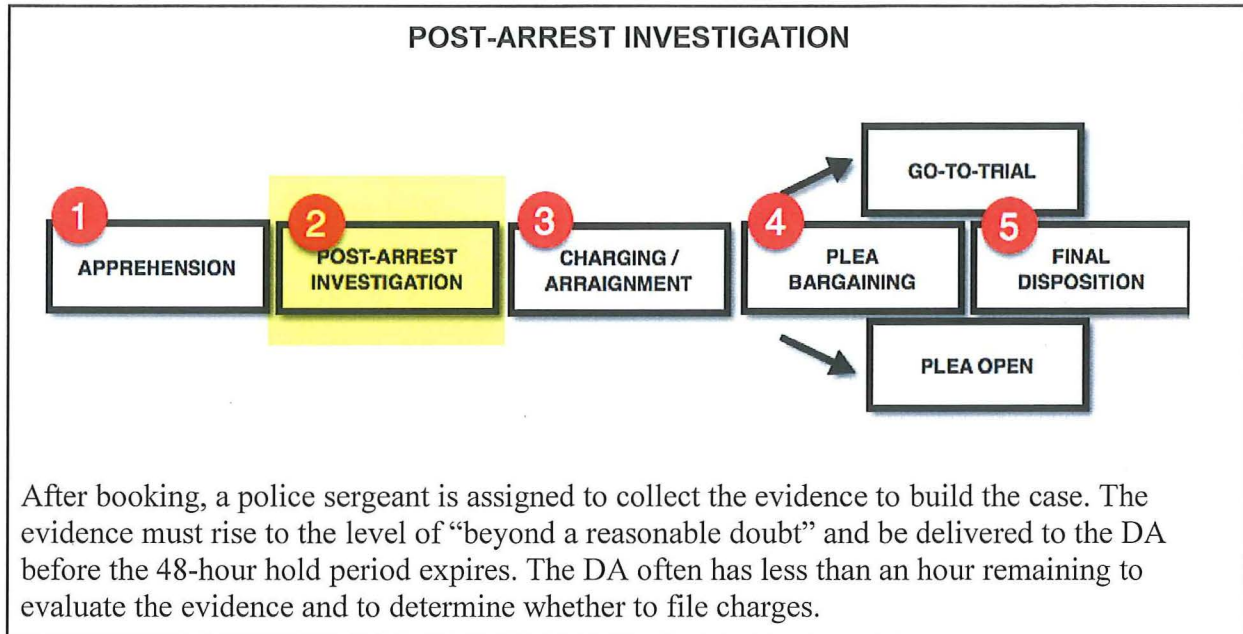 POST-ARREST INVESTIGATION
GO-TO-TRIAL
1
APPREHENSION
2
POST-ARREST
INVESTIGATION
3
CHARGING /
ARRAIGNMENT
4
PLEA
BARGAINING
5
FINAL
DISPOSITION
PLEA OPEN
After booking, a police sergeant is assigned to collect the evidence to build the case. The
evidence must rise to the level of “beyond a reasonable doubt” and be delivered to the DA
before the 48-hour hold period expires. The DA often has less than an hour remaining to
evaluate the evidence and to determine whether to file charges.